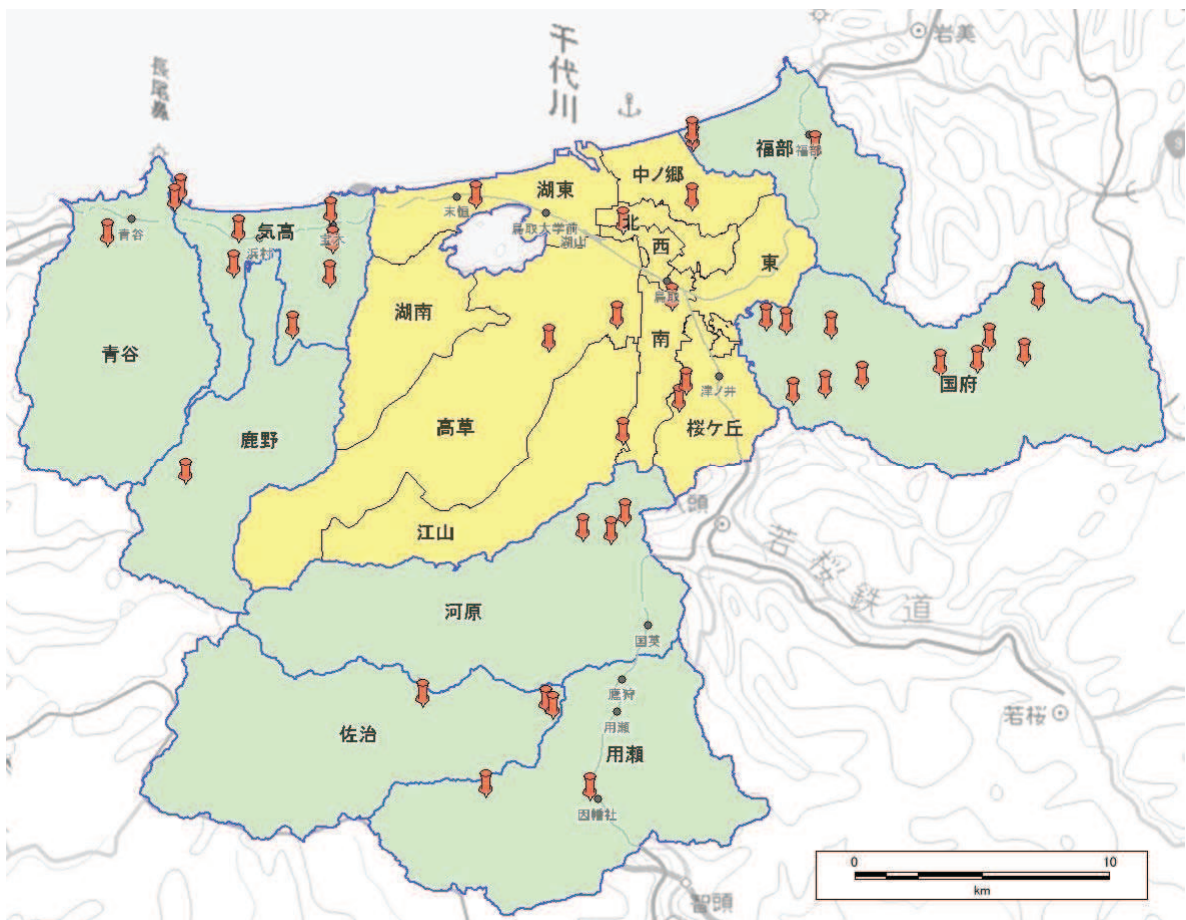 岩美
千代川
長尾鼻
9
福部
福部
中ノ郷
湖東
末恒
鳥取大学前
湖山
北
西
東
青谷
気高
宝木
浜村
鳥取
湖南
南
青谷
津ノ井
国府
高草
桜ケ丘
鹿野
八頭
江山
若桜鉄道
河原
国英
鷹狩
用瀬
若桜
佐治
用瀬
因幡社
智頭
0
10
km